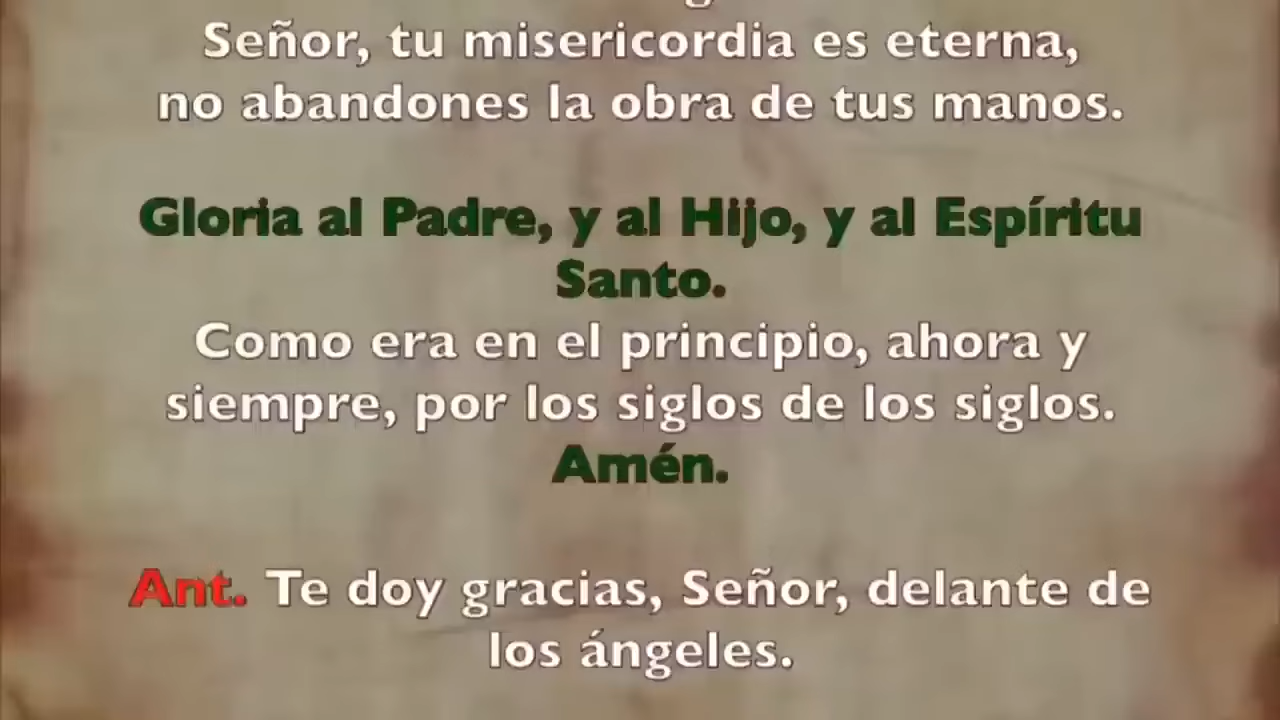 Señor, tu misericordia es eterna,
no abandones la obra de tus manos.
Gloria al Padre, y al Hijo, y al Espíritu
Santo.
Como era en el principio, ahora y
siempre, por los siglos de los siglos.
Amén.
Ant. Te doy gracias, Señor, delante de
los ángeles.